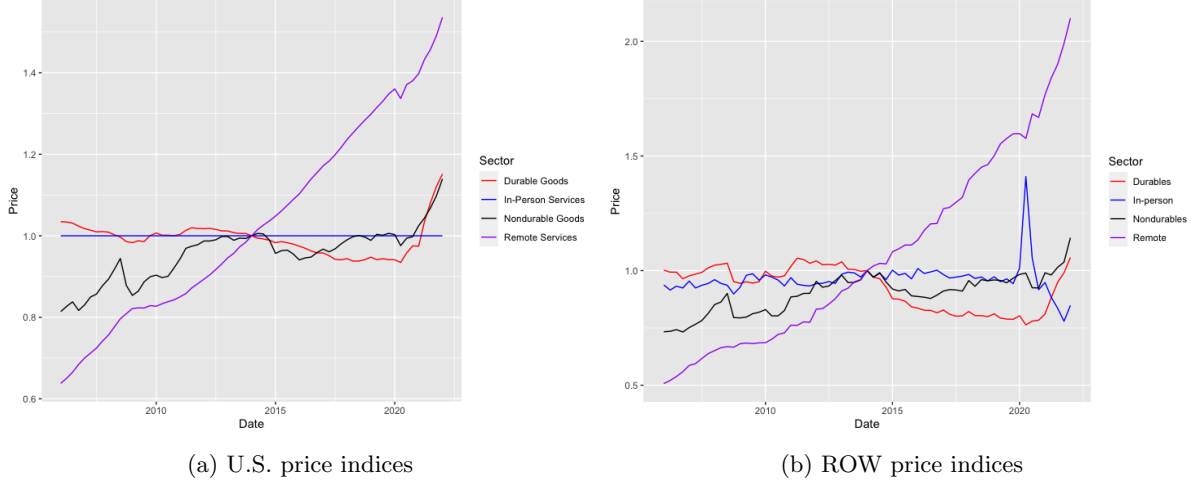 1.4
1.2
1.0
0.8
0.6
Price
2010
2015
2020
Date
Sector
Durable Goods
In-Person Services
Nondurable Goods
Remote Services
(a) U.S. price indices
2.0
1.5
1.0
0.5
Price
2010
2015
2020
Date
Sector
Durables
In-person
Nondurables
Remote
(b) ROW price indices